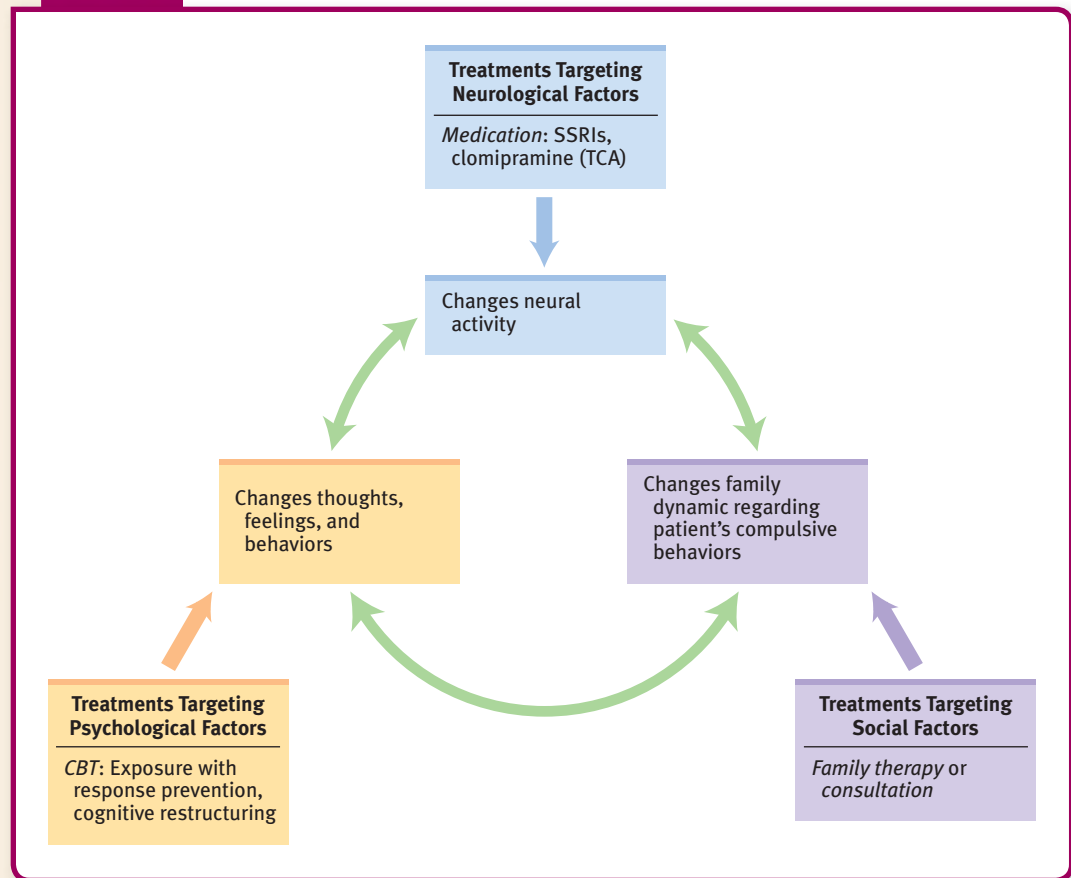 Treatments Targeting
Neurological Factors
Medication: SSRIs,
clomipramine (TCA)
Changes neural
activity
Changes thoughts,
feelings, and
behaviors
Changes family
dynamic regarding
patient's compulsive
behaviors
Treatments Targeting
Psychological Factors
CBT: Exposure with
response prevention,
cognitive restructuring
Treatments Targeting
Social Factors
Family therapy or
consultation